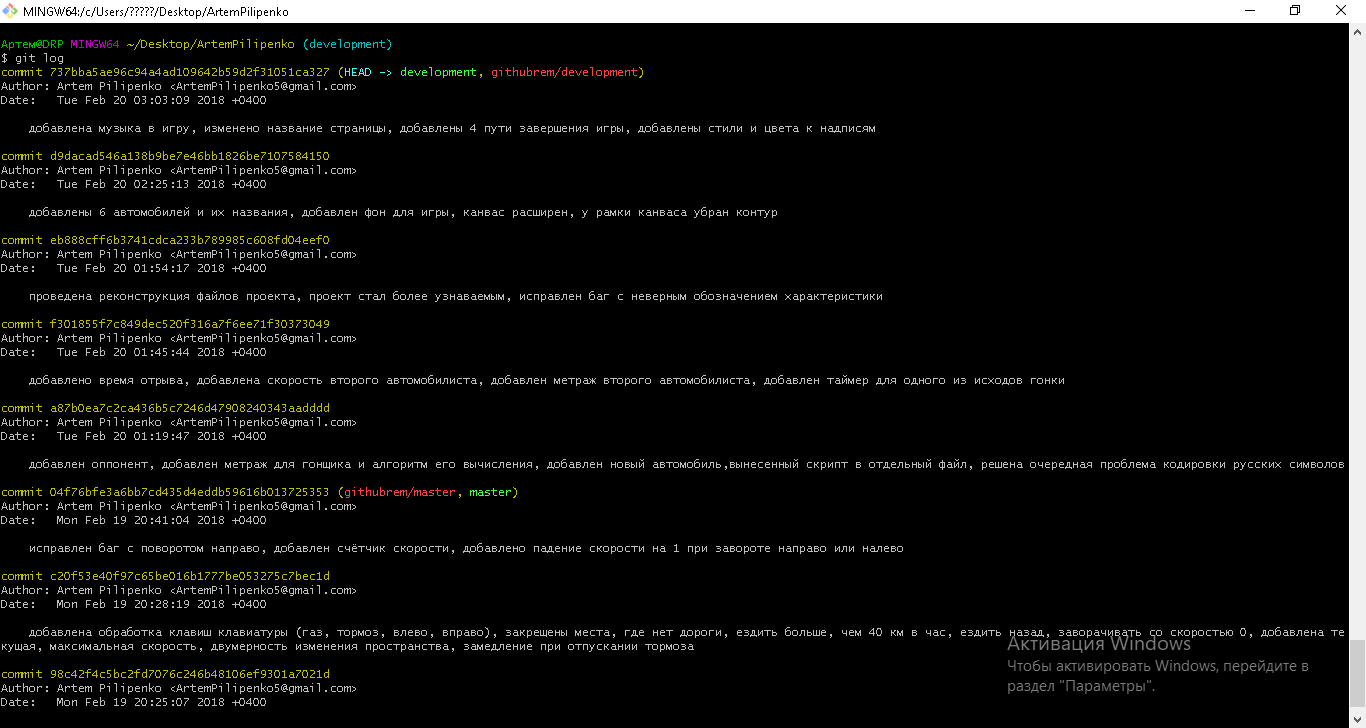 MINGW64:/c/Users/?????/Desktop/ArtemPilipenko
Артем@DRP MINGW64 ~/Desktop/ArtemPilipenko (development)
$ git log
commit 737bba5ae96c94a4ad109642b59d2f31051ca327 (HEAD -> development, githubrem/development)
Author: Artem Pilipenko <ArtemPilipenko5@gmail.com>
Date:   Tue Feb 20 03:03:09 2018 +0400
добавлена музыка в игру, изменено название страницы, добавлены 4 пути завершения игры, добавлены стили и цвета к надписям
commit d9dacad546a138b9be7e46bb1826be7107584150
Author: Artem Pilipenko <ArtemPilipenko5@gmail.com>
Date:   Tue Feb 20 02:25:13 2018 +0400
добавлены 6 автомобилей и их названия, добавлен фон для игры, канвас расширен, у рамки канваса убран контур
commit eb888cff6b3741cdca233b789985c608fd04eef0
Author: Artem Pilipenko <ArtemPilipenko5@gmail.com>
Date:   Tue Feb 20 01:54:17 2018 +0400
проведена реконструкция файлов проекта, проект стал более узнаваемым, исправлен баг с неверным обозначением характеристики
commit f301855f7c849dec520f316a7f6ee71f30373049
Author: Artem Pilipenko <ArtemPilipenko5@gmail.com>
Date:   Tue Feb 20 01:45:44 2018 +0400
добавлено время отрыва, добавлена скорость второго автомобилиста, добавлен метраж второго автомобилиста, добавлен таймер для одного из исходов гонки
commit a87b0ea7c2ca436b5c7246d47908240343aadddd
Author: Artem Pilipenko <ArtemPilipenko5@gmail.com>
Date:   Tue Feb 20 01:19:47 2018 +0400
добавлен оппонент, добавлен метраж для гонщика и алгоритм его вычисления, добавлен новый автомобиль,вынесенный скрипт в отдельный файл, решена очередная проблема кодировки русских символов
commit 04f76bfe3a6bb7cd435d4eddb59616b013725353 (githubrem/master, master)
Author: Artem Pilipenko <ArtemPilipenko5@gmail.com>
Date:   Mon Feb 19 20:41:04 2018 +0400
исправлен баг с поворотом направо, добавлен счётчик скорости, добавлено падение скорости на 1 при завороте направо или налево
commit c20f53e40f97c65be016b1777be053275c7bec1d
Author: Artem Pilipenko <ArtemPilipenko5@gmail.com>
Date:   Mon Feb 19 20:28:19 2018 +0400
добавлена обработка клавиш клавиатуры (газ, тормоз, влево, вправо), закрещены места, где нет дороги, ездить больше, чем 40 км в час, ездить назад, заворачивать со скоростью 0, добавлена те
кущая, максимальная скорость, двумерность изменения пространства, замедление при отпускании тормоза
commit 98c42f4c5bc2fd7076c246b48106ef9301a7021d
Author: Artem Pilipenko <ArtemPilipenko5@gmail.com>
Date:   Mon Feb 19 20:25:07 2018 +0400
Активация Windows
Чтобы активировать Windows, перейдите в
раздел "Параметры".